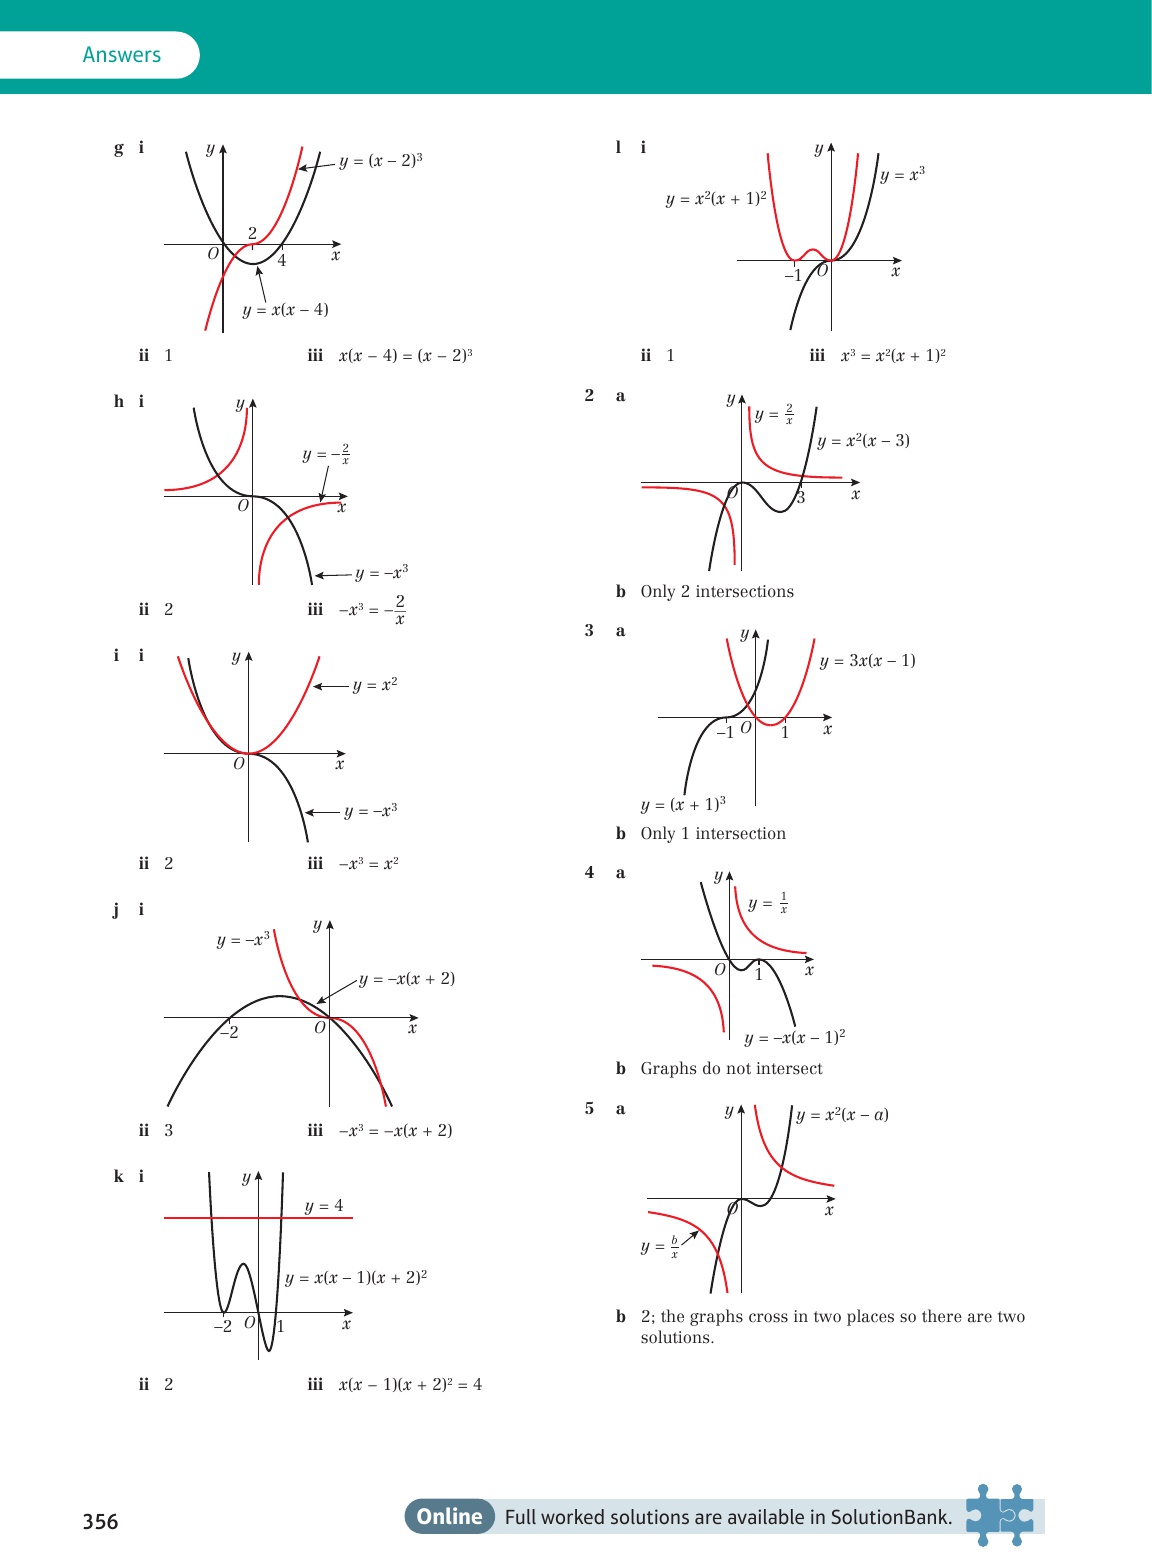 Answers
g i
y
y = (x – 2)³
2
O
4
x
y = x(x – 4)
ii 1 iii x(x – 4) = (x – 2)³
h i
y
y = –2/x
O
x
y = –x³
ii 2 iii –x³ = –2/x
i i
y
y = x²
O
x
y = –x³
ii 2 iii –x³ = x²
j i
y
y = –x³
y = –x(x + 2)
–2
O
x
ii 3 iii –x³ = –x(x + 2)
k i
y
y = 4
y = x(x – 1)(x + 2)²
–2
O
1
x
ii 2 iii x(x – 1)(x + 2)² = 4
l i
y
y = x³
y = x²(x + 1)²
–1
O
x
ii 1 iii x³ = x²(x + 1)²
2 a
y
y = 2/x
y = x²(x – 3)
O
3
x
b Only 2 intersections
3 a
y
y = 3x(x – 1)
–1
O
1
x
y = (x + 1)³
b Only 1 intersection
4 a
y
y = 1/x
O
1
x
y = –x(x – 1)²
b Graphs do not intersect
5 a
y
y = x²(x – a)
O
x
y = b/x
b 2; the graphs cross in two places so there are two
solutions.
356
Online Full worked solutions are available in SolutionBank.